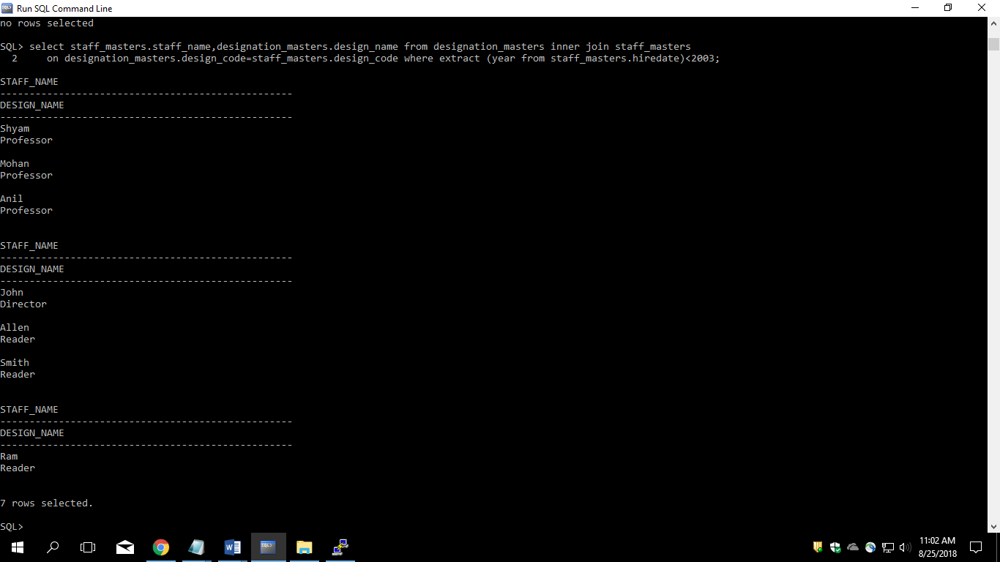 Run SQL Command Line
no rows selected
SQL> select staff_masters.staff_name,designation_masters.design_name from designation_masters inner join staff_masters
2 on designation_masters.design_code=staff_masters.design_code where extract (year from staff_masters.hiredate)<2003;
STAFF_NAME
--------------------------------------------------
DESIGN_NAME
--------------------------------------------------
Shyam
Professor
Mohan
Professor
Anil
Professor
STAFF_NAME
--------------------------------------------------
DESIGN_NAME
--------------------------------------------------
John
Director
Allen
Reader
Smith
Reader
STAFF_NAME
--------------------------------------------------
DESIGN_NAME
--------------------------------------------------
Ram
Reader
7 rows selected.
SQL>
11:02 AM
8/25/2018